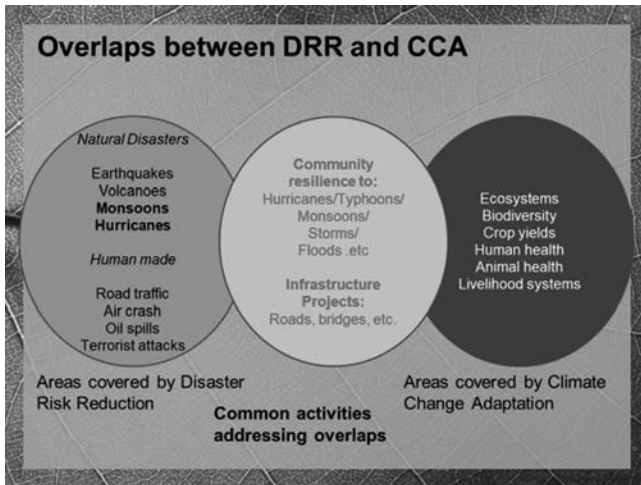 Overlaps between DRR and CCA
Natural Disasters
Earthquakes
Volcanoes
Monsoons
Hurricanes
Human made
Road traffic
Air crash
Oil spills
Terrorist attacks
Areas covered by Disaster
Risk Reduction
Community
resilience to:
Hurricanes/Typhoons/
Monsoons/
Storms/
Floods .etc
Infrastructure
Projects:
Roads, bridges, etc.
Common activities
addressing overlaps
Ecosystems
Biodiversity
Crop yields
Human health
Animal health
Livelihood systems
Areas covered by Climate
Change Adaptation